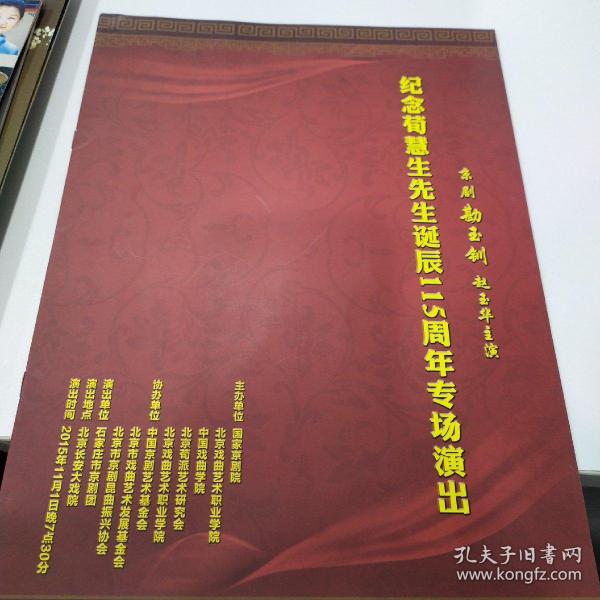 京剧 勘玉钏 赵玉华主演
纪念荀慧生先生诞辰115周年专场演出
主办单位 国家京剧院
北京戏曲艺术职业学院
中国戏曲学院
北京荀派艺术研究会
协办单位 北京戏曲艺术职业学院
中国京剧艺术基金会
北京市戏曲艺术发展基金会
北京市京剧昆曲振兴协会
演出单位 石家庄市京剧团
演出地点 北京长安大戏院
演出时间 2015年11月1日晚7点30分
孔夫子旧书网
www.kongfz.com